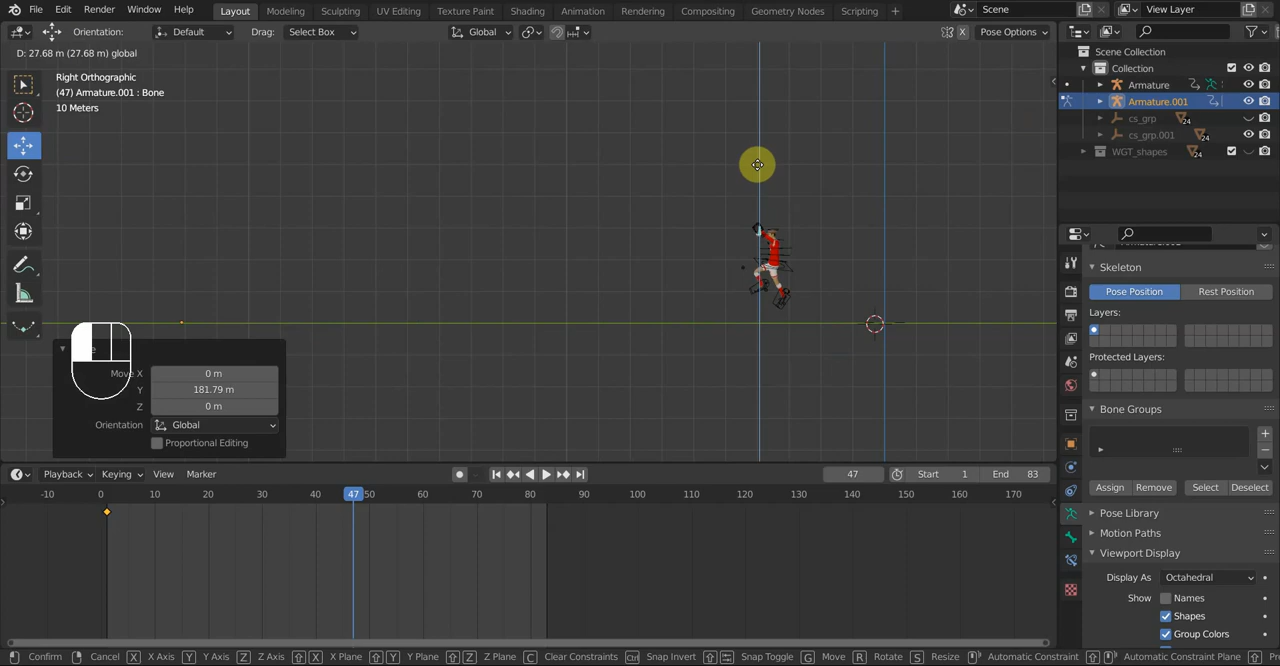 File Edit Render Window Help Layout Modeling Sculpting UV Editing Texture Paint Shading Animation Rendering Compositing Geometry Nodes Scripting + Scene View Layer
Orientation: Default Drag: Select Box Global X Pose Options
D: 27.68 m (27.68 m) global
Right Orthographic
(47) Armature.001 : Bone
10 Meters
Scene Collection
Collection
Armature
Armature.001
cs_grp 24
cs_grp.001 24
WGT_shapes 24
Skeleton
Pose Position Rest Position
Layers:
Protected Layers:
Bone Groups
Assign Remove Select Deselect
Pose Library
Motion Paths
Viewport Display
Display As Octahedral
Show Names
Shapes
Group Colors
Move X 0 m
Y 181.79 m
Z 0 m
Orientation Global
Proportional Editing
Playback Keying View Marker 47 Start 1 End 83
-10 0 10 20 30 40 47 50 60 70 80 90 100 110 120 130 140 150 160 170
Confirm Cancel X X Axis Y Y Axis Z Z Axis X X Plane Y Y Plane Z Z Plane C Clear Constraints Ctrl Snap Invert Snap Toggle G Move R Rotate S Resize Automatic Constraint Automatic Constraint Plane